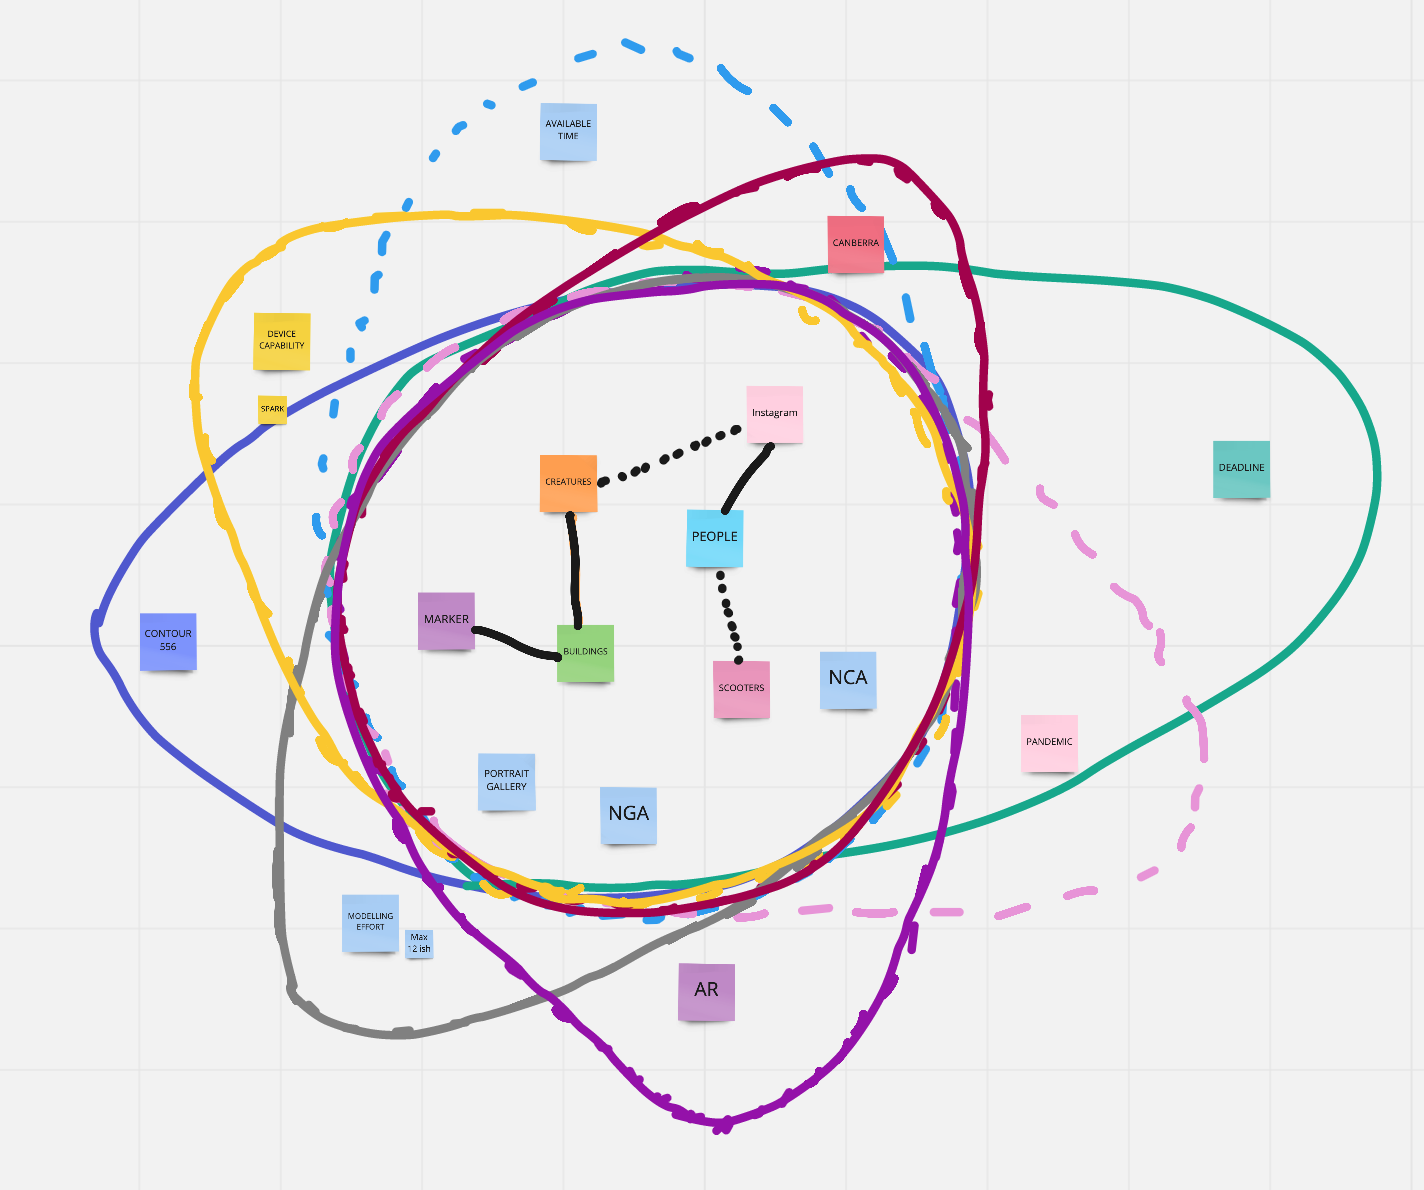 AVAILABLE
TIME
CANBERRA
DEVICE
CAPABILITY
SPARK
Instagram
CREATURES
DEADLINE
PEOPLE
MARKER
CONTOUR
556
BUILDINGS
SCOOTERS
NCA
PANDEMIC
PORTRAIT
GALLERY
NGA
MODELLING
EFFORT
Max
12 ish
AR